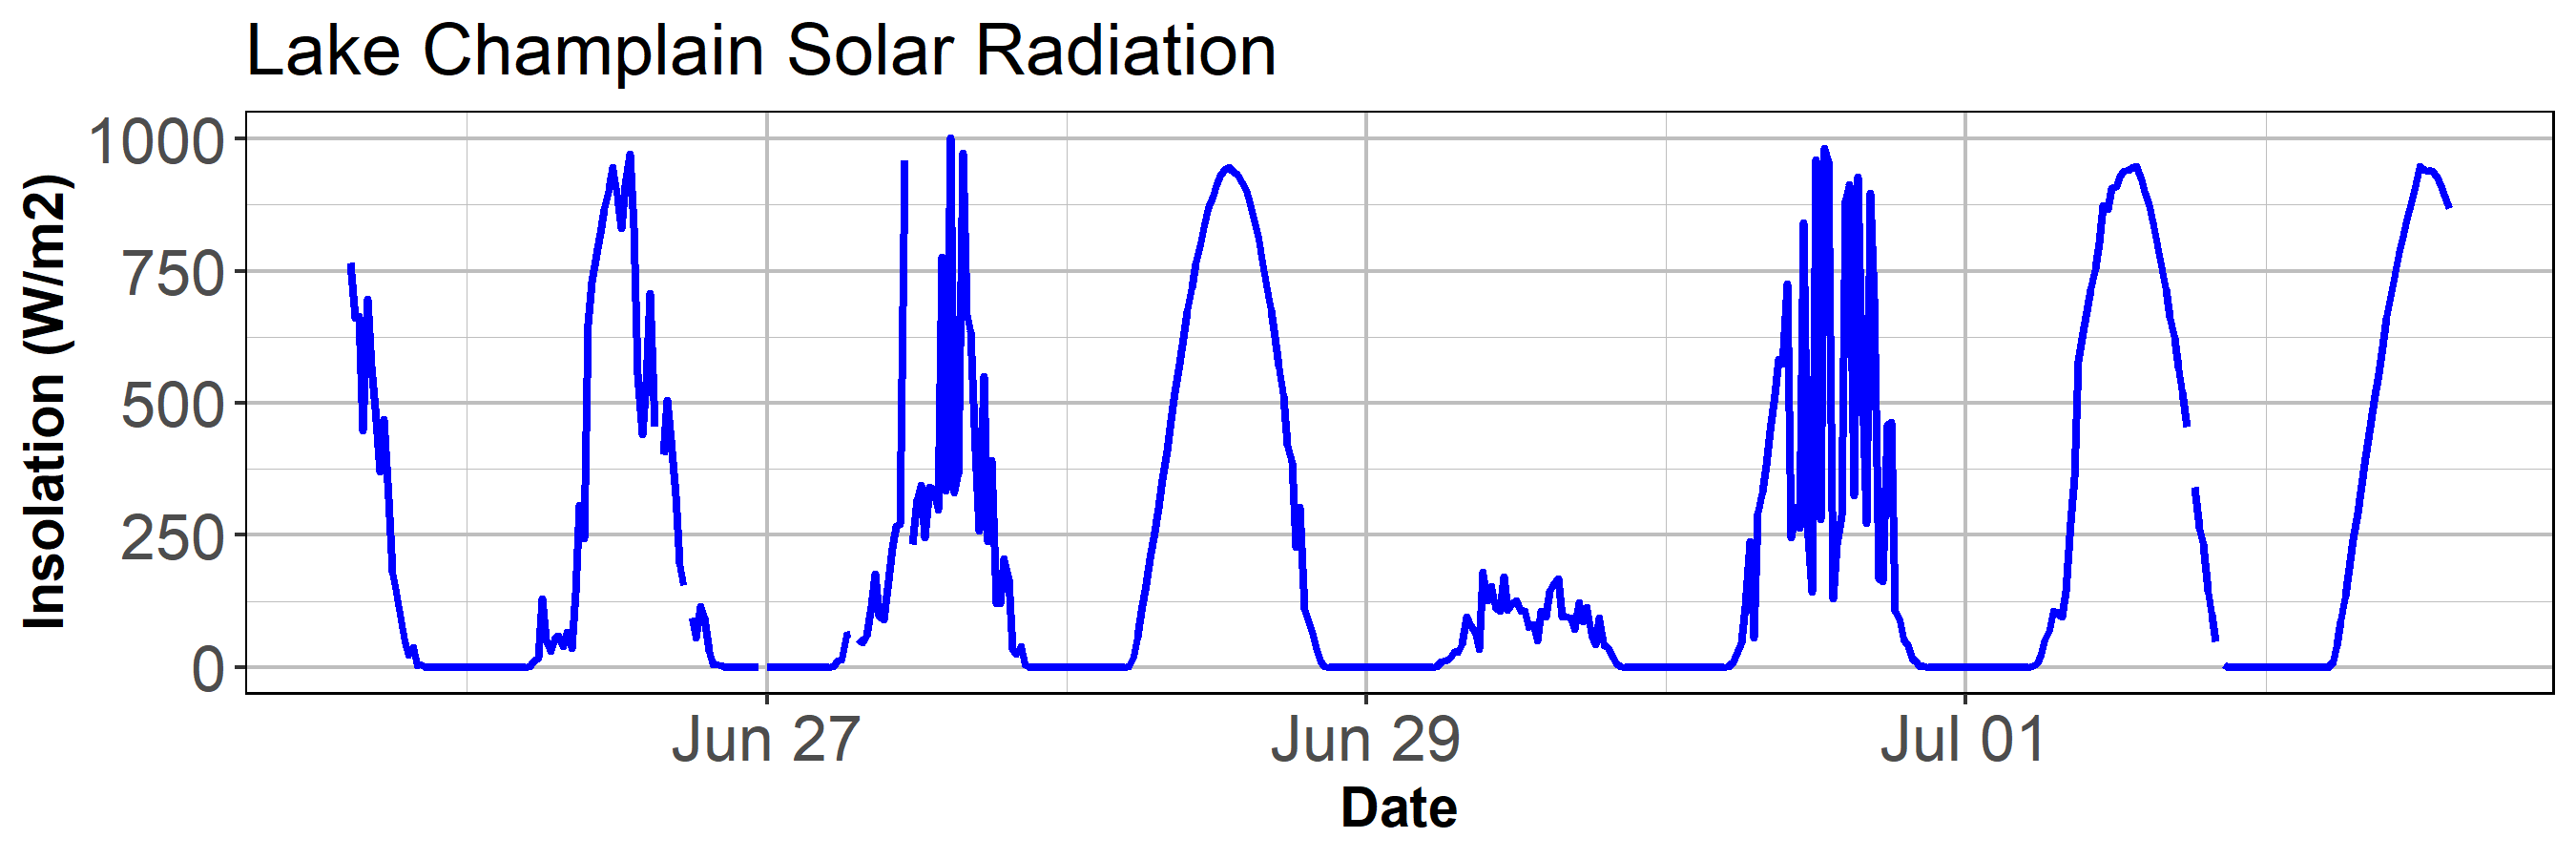 Lake Champlain Solar Radiation
Insolation (W/m2)
1000
750
500
250
0
Jun 27 Jun 29 Jul 01
Date